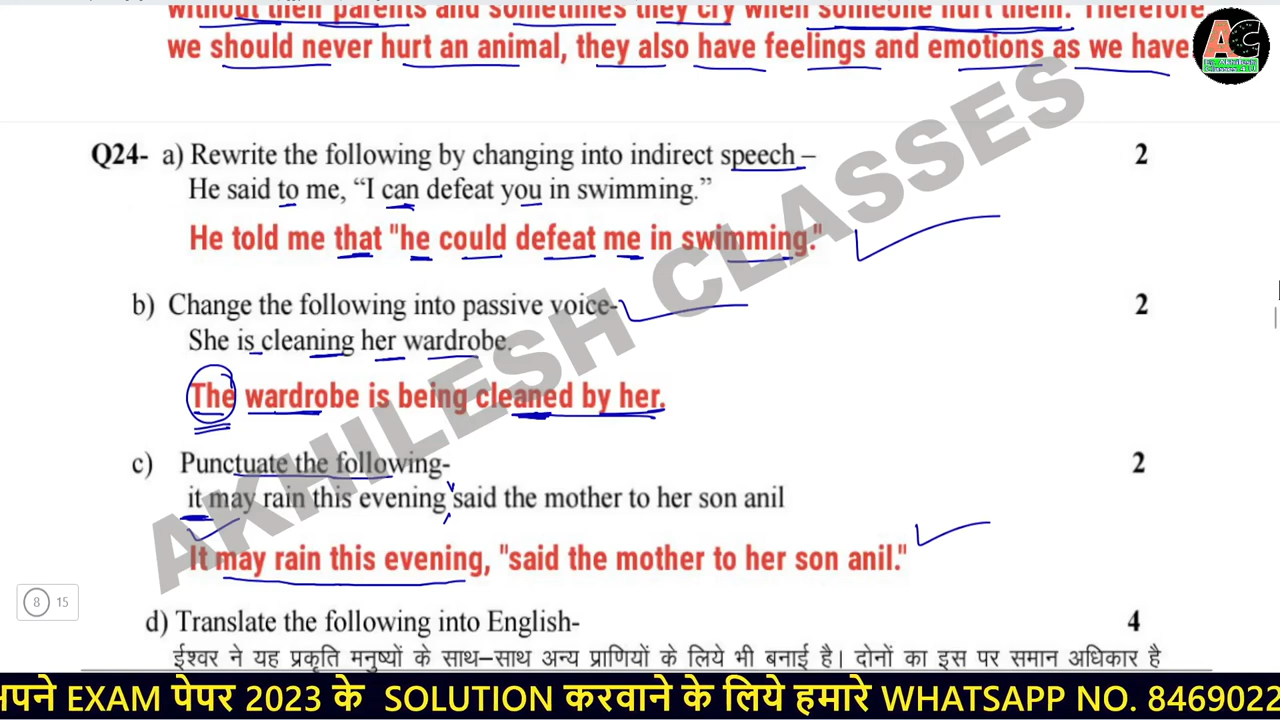 without their parents and sometimes they cry when someone hurt them. Therefore,
we should never hurt an animal, they also have feelings and emotions as we have
AC
Er. Akhilesh
Classes 4 U
Q24- a) Rewrite the following by changing into indirect speech – 2
He said to me, “I can defeat you in swimming.”
He told me that "he could defeat me in swimming."
b) Change the following into passive voice- 2
She is cleaning her wardrobe.
The wardrobe is being cleaned by her.
c) Punctuate the following- 2
it may rain this evening said the mother to her son anil
It may rain this evening, "said the mother to her son anil."
AKHILESH CLASSES
8 15
d) Translate the following into English- 4
ईश्वर ने यह प्रकृति मनुष्यों के साथ–साथ अन्य प्राणियों के लिये भी बनाई है। दोनों का इस पर समान अधिकार है
अपने EXAM पेपर 2023 के SOLUTION करवाने के लिये हमारे WHATSAPP NO. 8469022